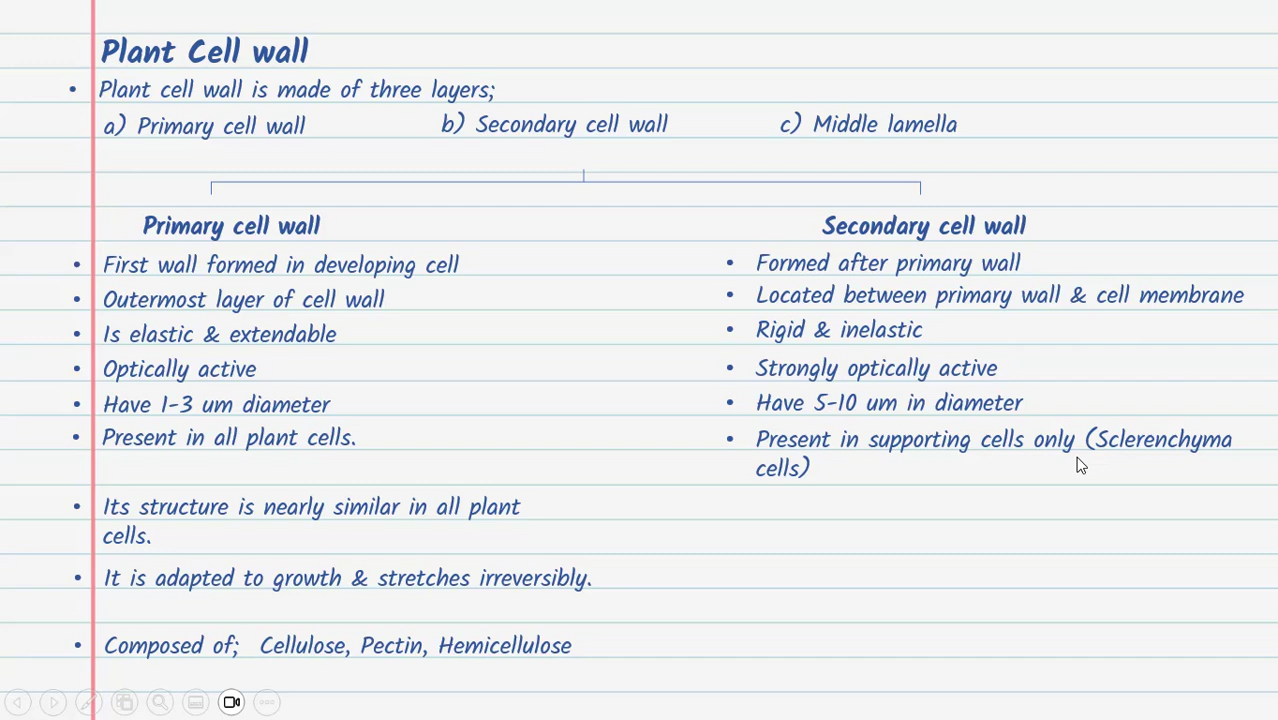 Plant Cell wall
• Plant cell wall is made of three layers;
a) Primary cell wall b) Secondary cell wall c) Middle lamella
Primary cell wall
• First wall formed in developing cell
• Outermost layer of cell wall
• Is elastic & extendable
• Optically active
• Have 1-3 um diameter
• Present in all plant cells.
• Its structure is nearly similar in all plant
cells.
• It is adapted to growth & stretches irreversibly.
• Composed of; Cellulose, Pectin, Hemicellulose
Secondary cell wall
• Formed after primary wall
• Located between primary wall & cell membrane
• Rigid & inelastic
• Strongly optically active
• Have 5-10 um in diameter
• Present in supporting cells only (Sclerenchyma
cells)